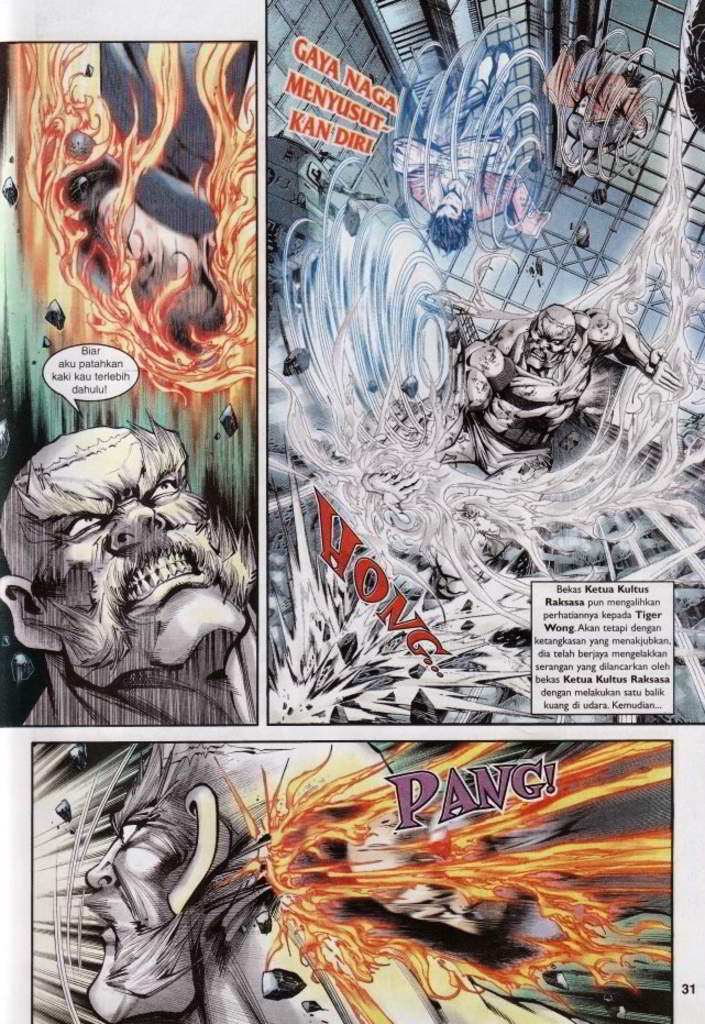 Biar
aku patahkan
kaki kau terlebih
dahulu!
GAYA NAGA
MENYUSUT-
KAN DIRI
HONG...
Bekas Ketua Kultus
Raksasa pun mengalihkan
perhatiannya kepada Tiger
Wong. Akan tetapi dengan
ketangkasan yang menakjubkan,
dia telah berjaya mengelakkan
serangan yang dilancarkan oleh
bekas Ketua Kultus Raksasa
dengan melakukan satu balik
kuang di udara. Kemudian...
PANG!
31